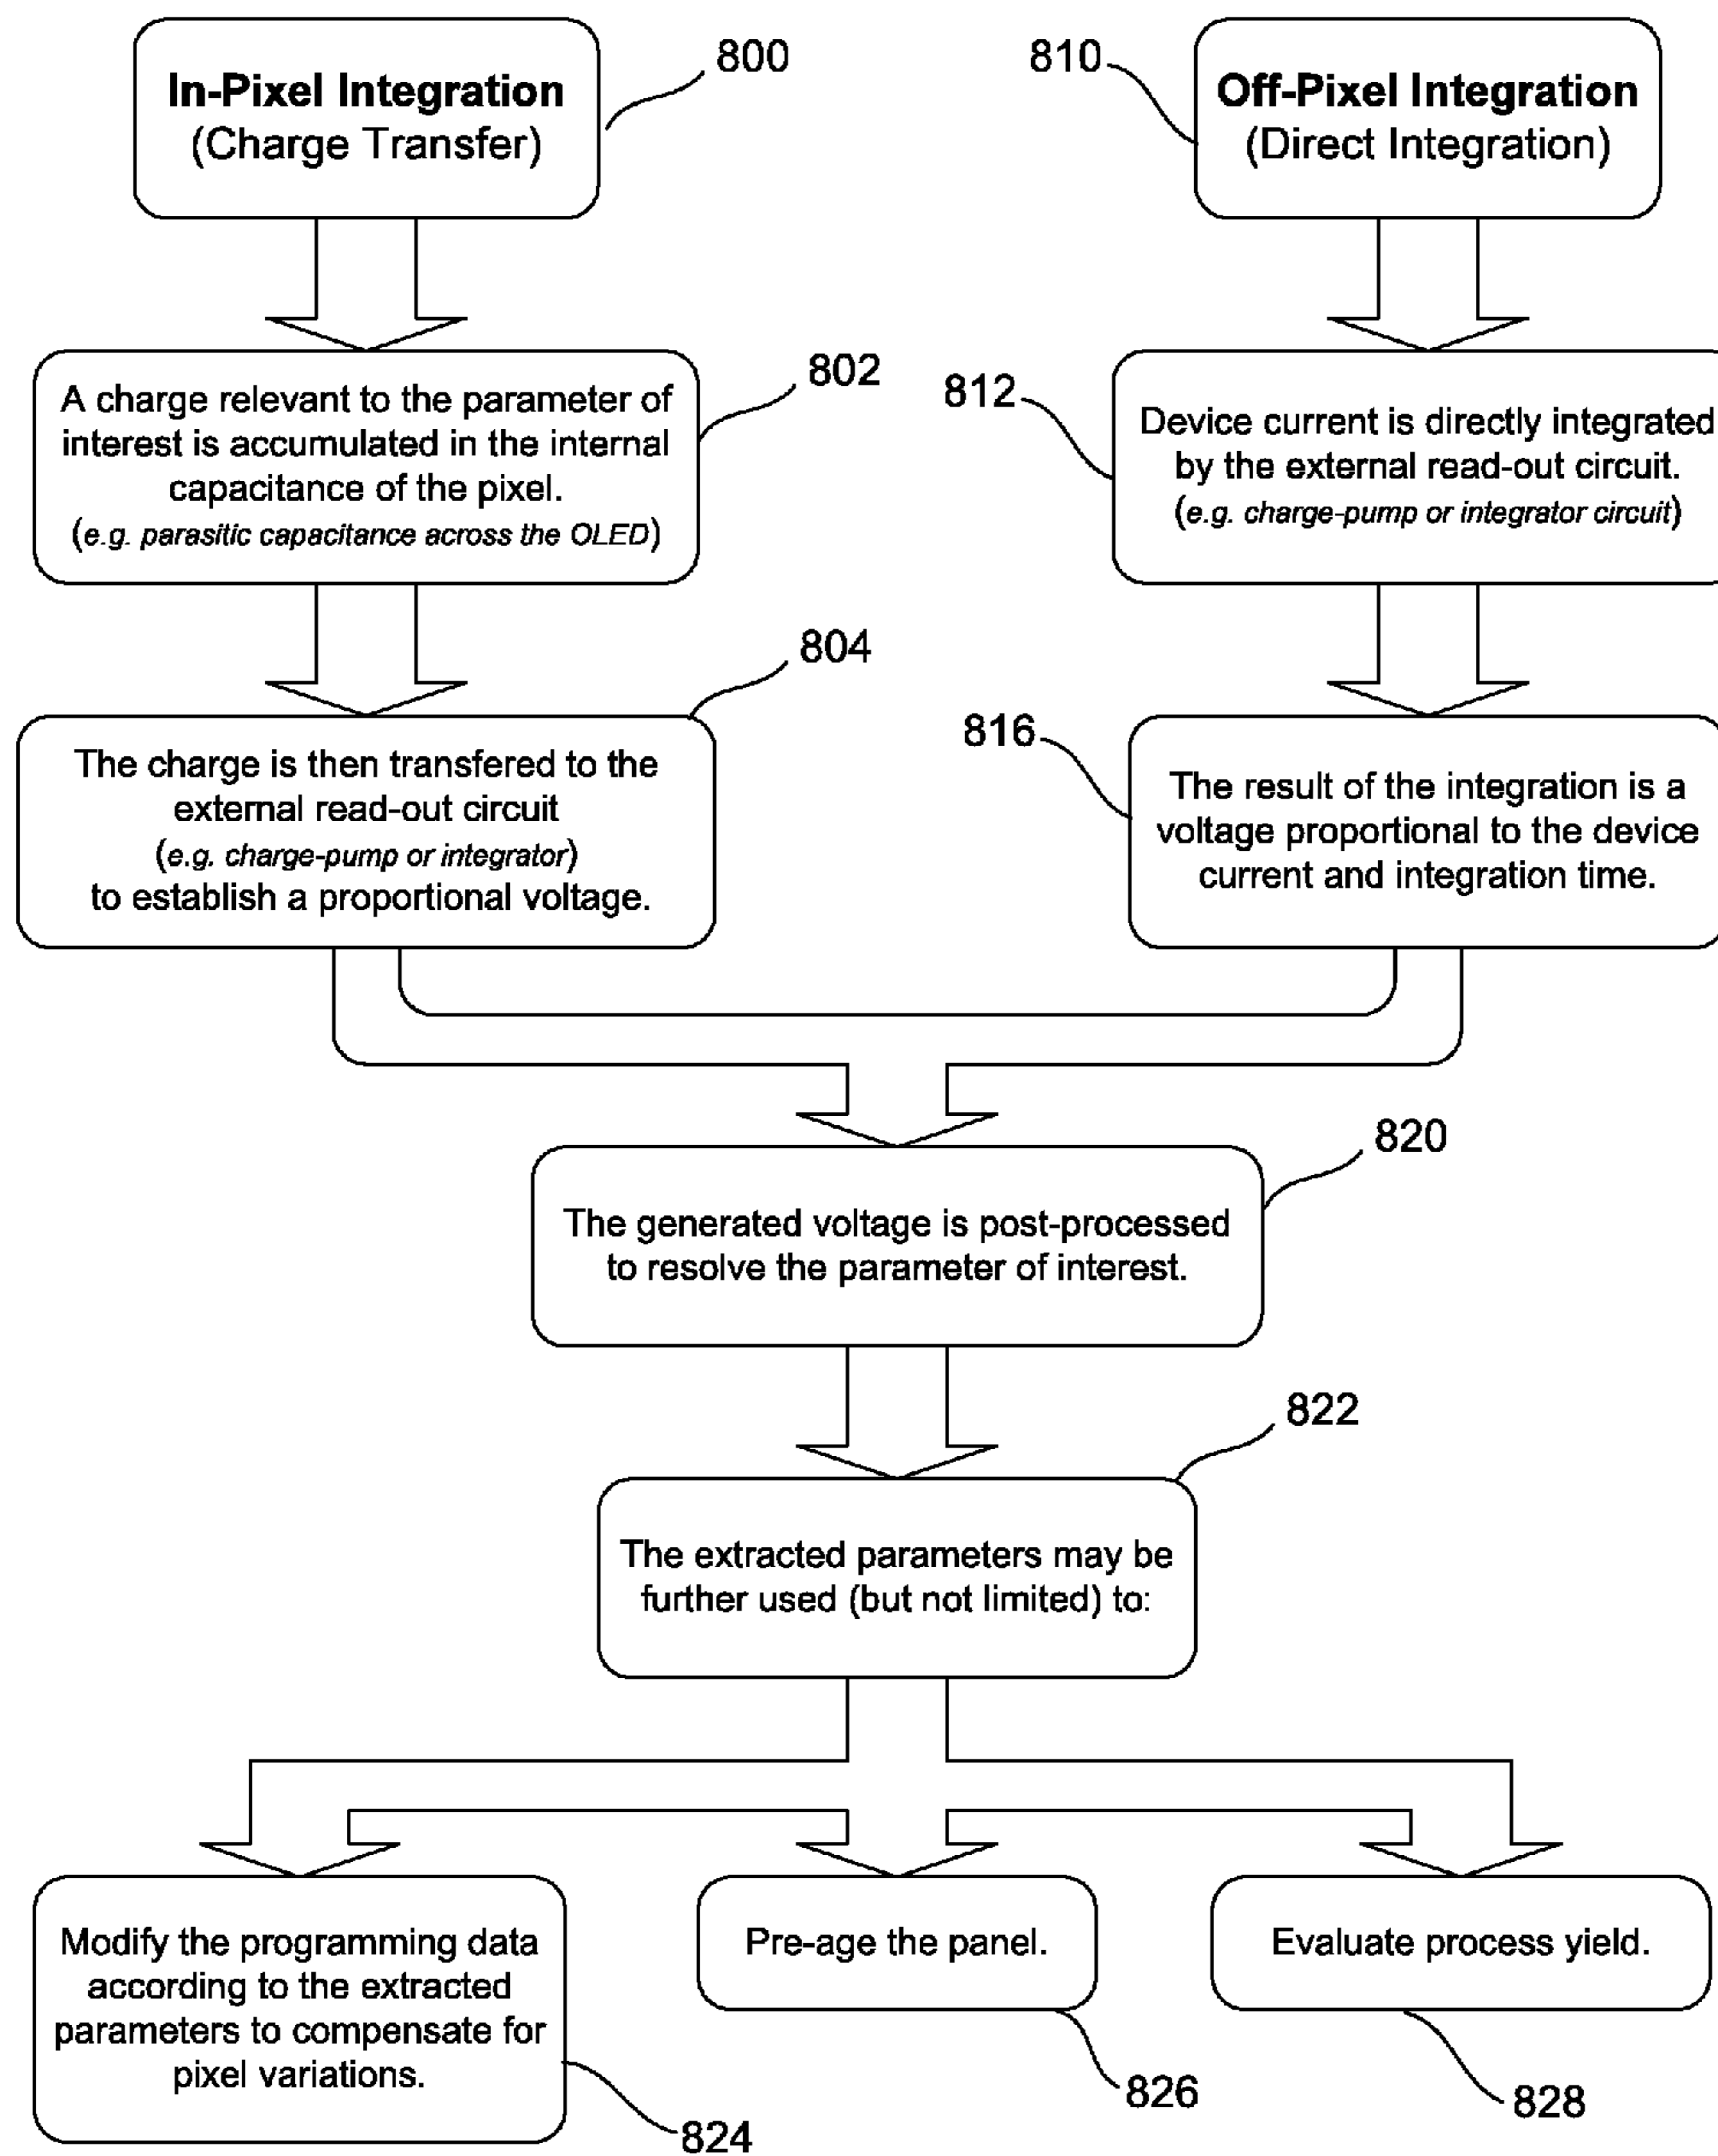 In-Pixel Integration
(Charge Transfer)
800
810
Off-Pixel Integration
(Direct Integration)
A charge relevant to the parameter of
interest is accumulated in the internal
capacitance of the pixel.
(e.g. parasitic capacitance across the OLED)
802
812
Device current is directly integrated
by the external read-out circuit.
(e.g. charge-pump or integrator circuit)
804
The charge is then transfered to the
external read-out circuit
(e.g. charge-pump or integrator)
to establish a proportional voltage.
816
The result of the integration is a
voltage proportional to the device
current and integration time.
820
The generated voltage is post-processed
to resolve the parameter of interest.
822
The extracted parameters may be
further used (but not limited) to:
Modify the programming data
according to the extracted
parameters to compensate for
pixel variations.
824
Pre-age the panel.
826
Evaluate process yield.
828